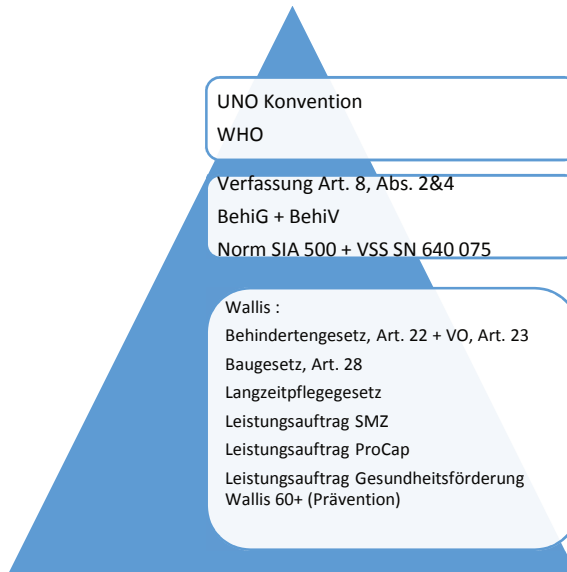 UNO Konvention
WHO
Verfassung Art. 8, Abs. 2&4
BehiG + BehiV
Norm SIA 500 + VSS SN 640 075
Wallis :
Behindertengesetz, Art. 22 + VO, Art. 23
Baugesetz, Art. 28
Langzeitpflegegesetz
Leistungsauftrag SMZ
Leistungsauftrag ProCap
Leistungsauftrag Gesundheitsförderung
Wallis 60+ (Prävention)